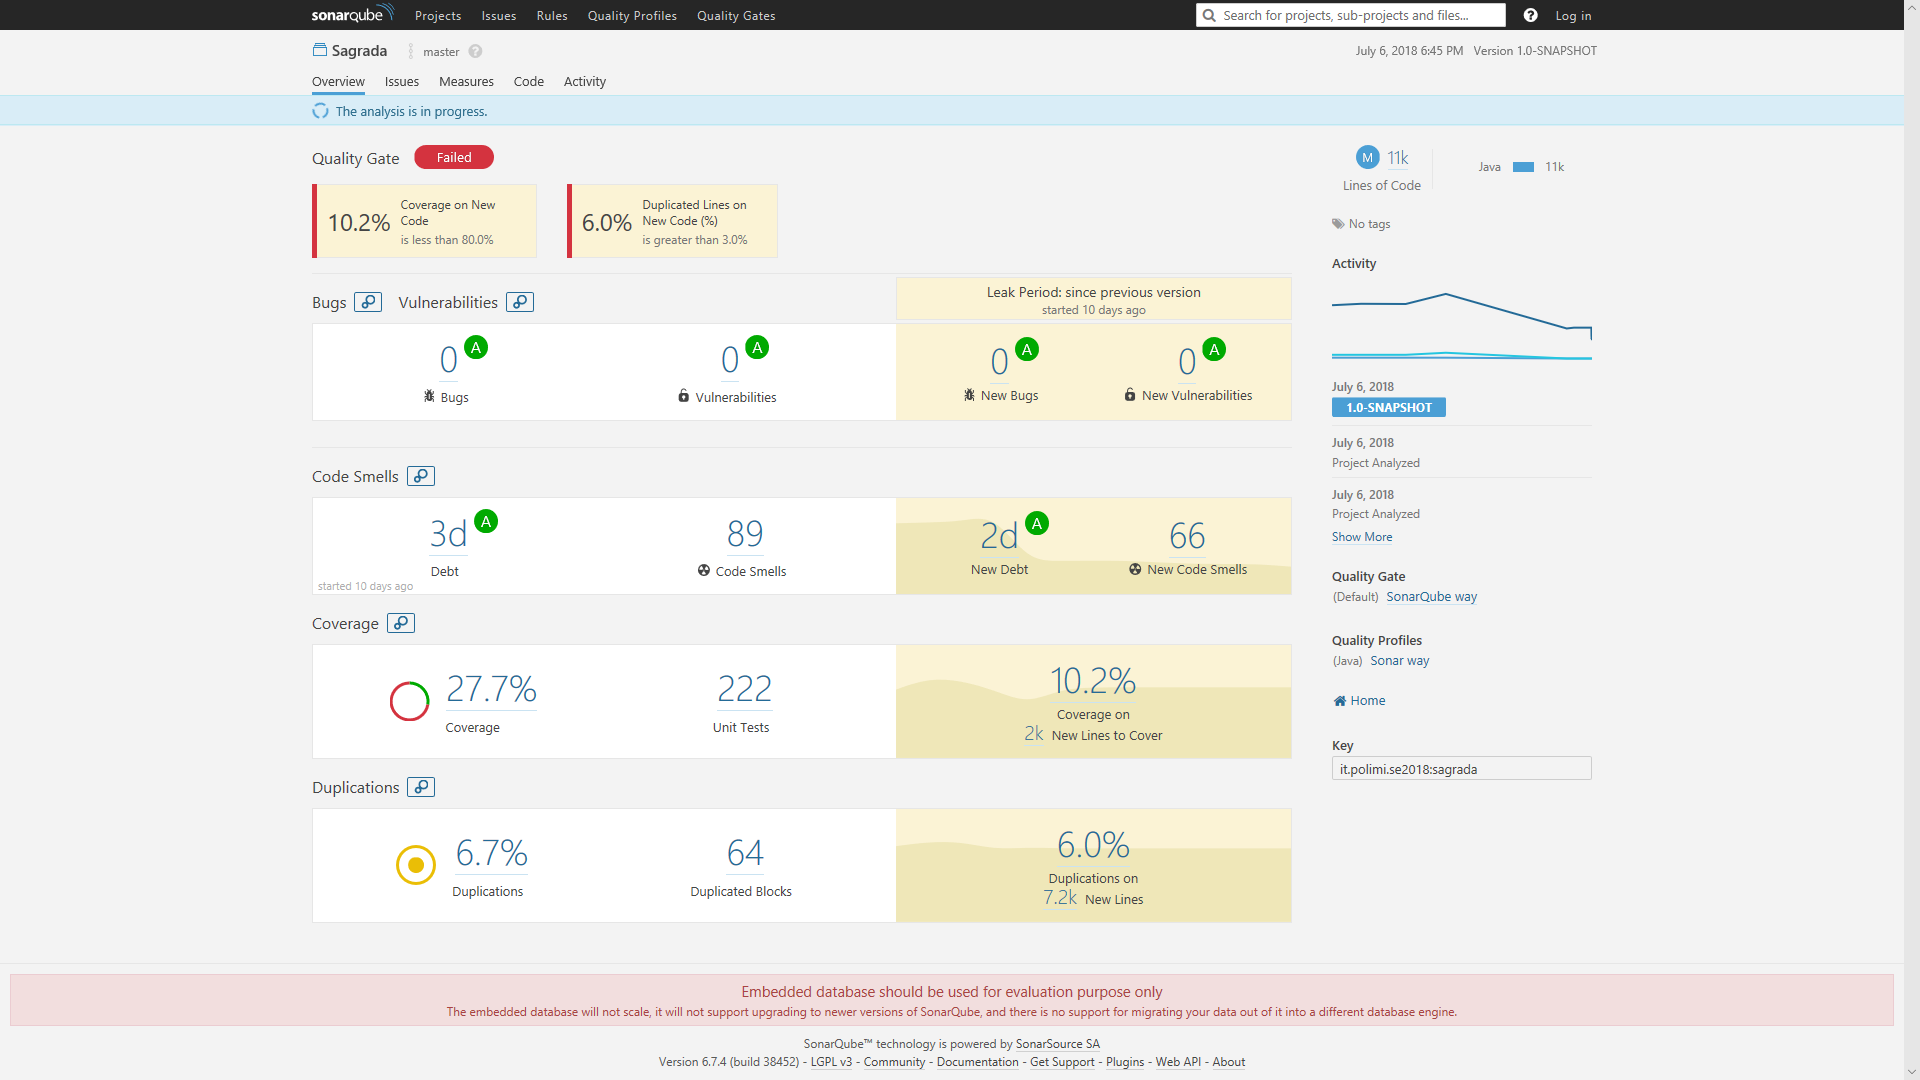 sonarqube Projects Issues Rules Quality Profiles Quality Gates Search for projects, sub-projects and files... ? Log in
Sagrada master ? July 6, 2018 6:45 PM Version 1.0-SNAPSHOT
Overview Issues Measures Code Activity
The analysis is in progress.
Quality Gate Failed
10.2% Coverage on New
Code
is less than 80.0%
6.0% Duplicated Lines on
New Code (%)
is greater than 3.0%
Bugs Vulnerabilities
Leak Period: since previous version
started 10 days ago
0 A
Bugs
0 A
Vulnerabilities
0 A
New Bugs
0 A
New Vulnerabilities
Code Smells
3d A
Debt
started 10 days ago
89
Code Smells
2d A
New Debt
66
New Code Smells
Coverage
27.7%
Coverage
222
Unit Tests
10.2%
Coverage on
2k New Lines to Cover
Duplications
6.7%
Duplications
64
Duplicated Blocks
6.0%
Duplications on
7.2k New Lines
M 11k
Lines of Code
Java 11k
No tags
Activity
July 6, 2018
1.0-SNAPSHOT
July 6, 2018
Project Analyzed
July 6, 2018
Project Analyzed
Show More
Quality Gate
(Default) SonarQube way
Quality Profiles
(Java) Sonar way
Home
Key
it.polimi.se2018:sagrada
Embedded database should be used for evaluation purpose only
The embedded database will not scale, it will not support upgrading to newer versions of SonarQube, and there is no support for migrating your data out of it into a different database engine.
SonarQube™ technology is powered by SonarSource SA
Version 6.7.4 (build 38452) - LGPL v3 - Community - Documentation - Get Support - Plugins - Web API - About